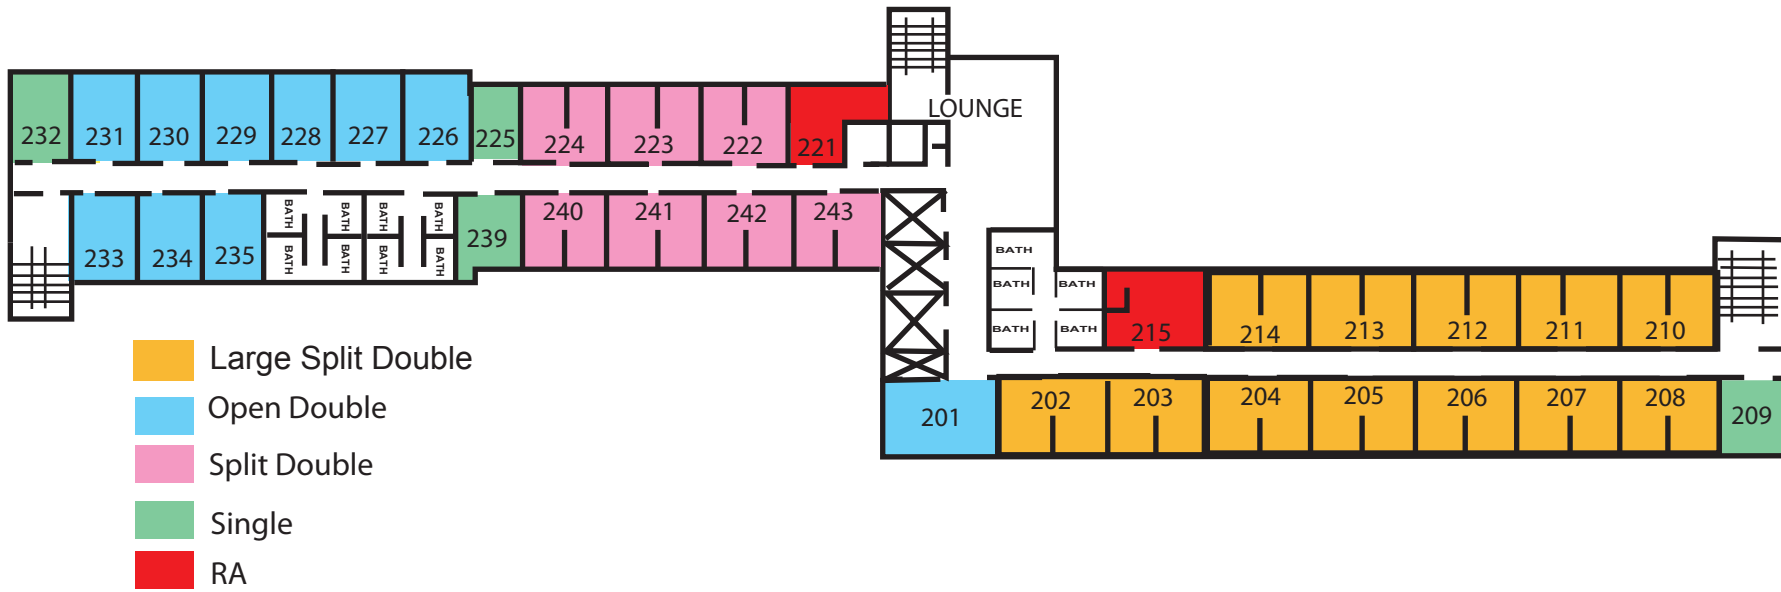 LOUNGE
232
231
230
229
228
227
226
225
224
223
222
221
233
234
235
BATH
BATH
BATH
BATH
BATH
BATH
BATH
BATH
239
240
241
242
243
BATH
BATH
BATH
BATH
BATH
215
214
213
212
211
210
201
202
203
204
205
206
207
208
209
Large Split Double
Open Double
Split Double
Single
RA